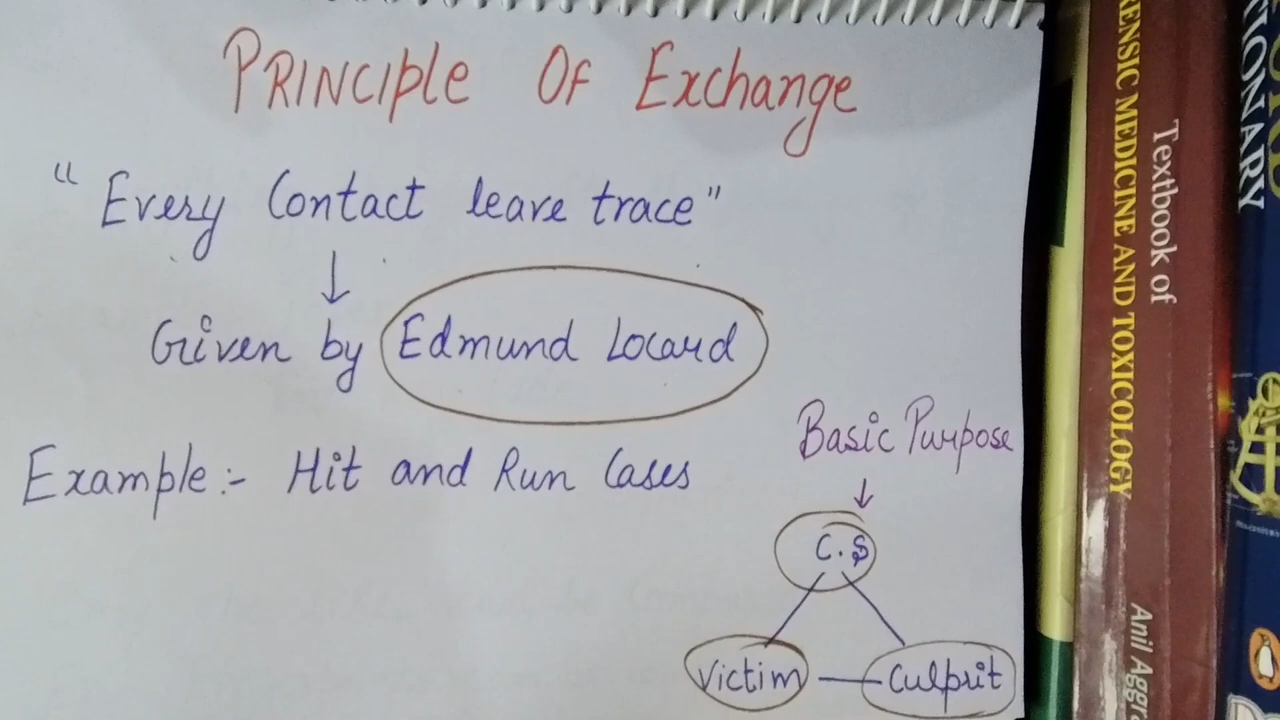 PRINCIple OF Exchange
“Every Contact leave trace”
↓
Given by Edmund Locard
Example:- Hit and Run Cases
Basic Purpose
↓
C.S
Victim — Culprit
Textbook of
RENSIC MEDICINE AND TOXICOLOGY
Anil Aggr
TIONARY